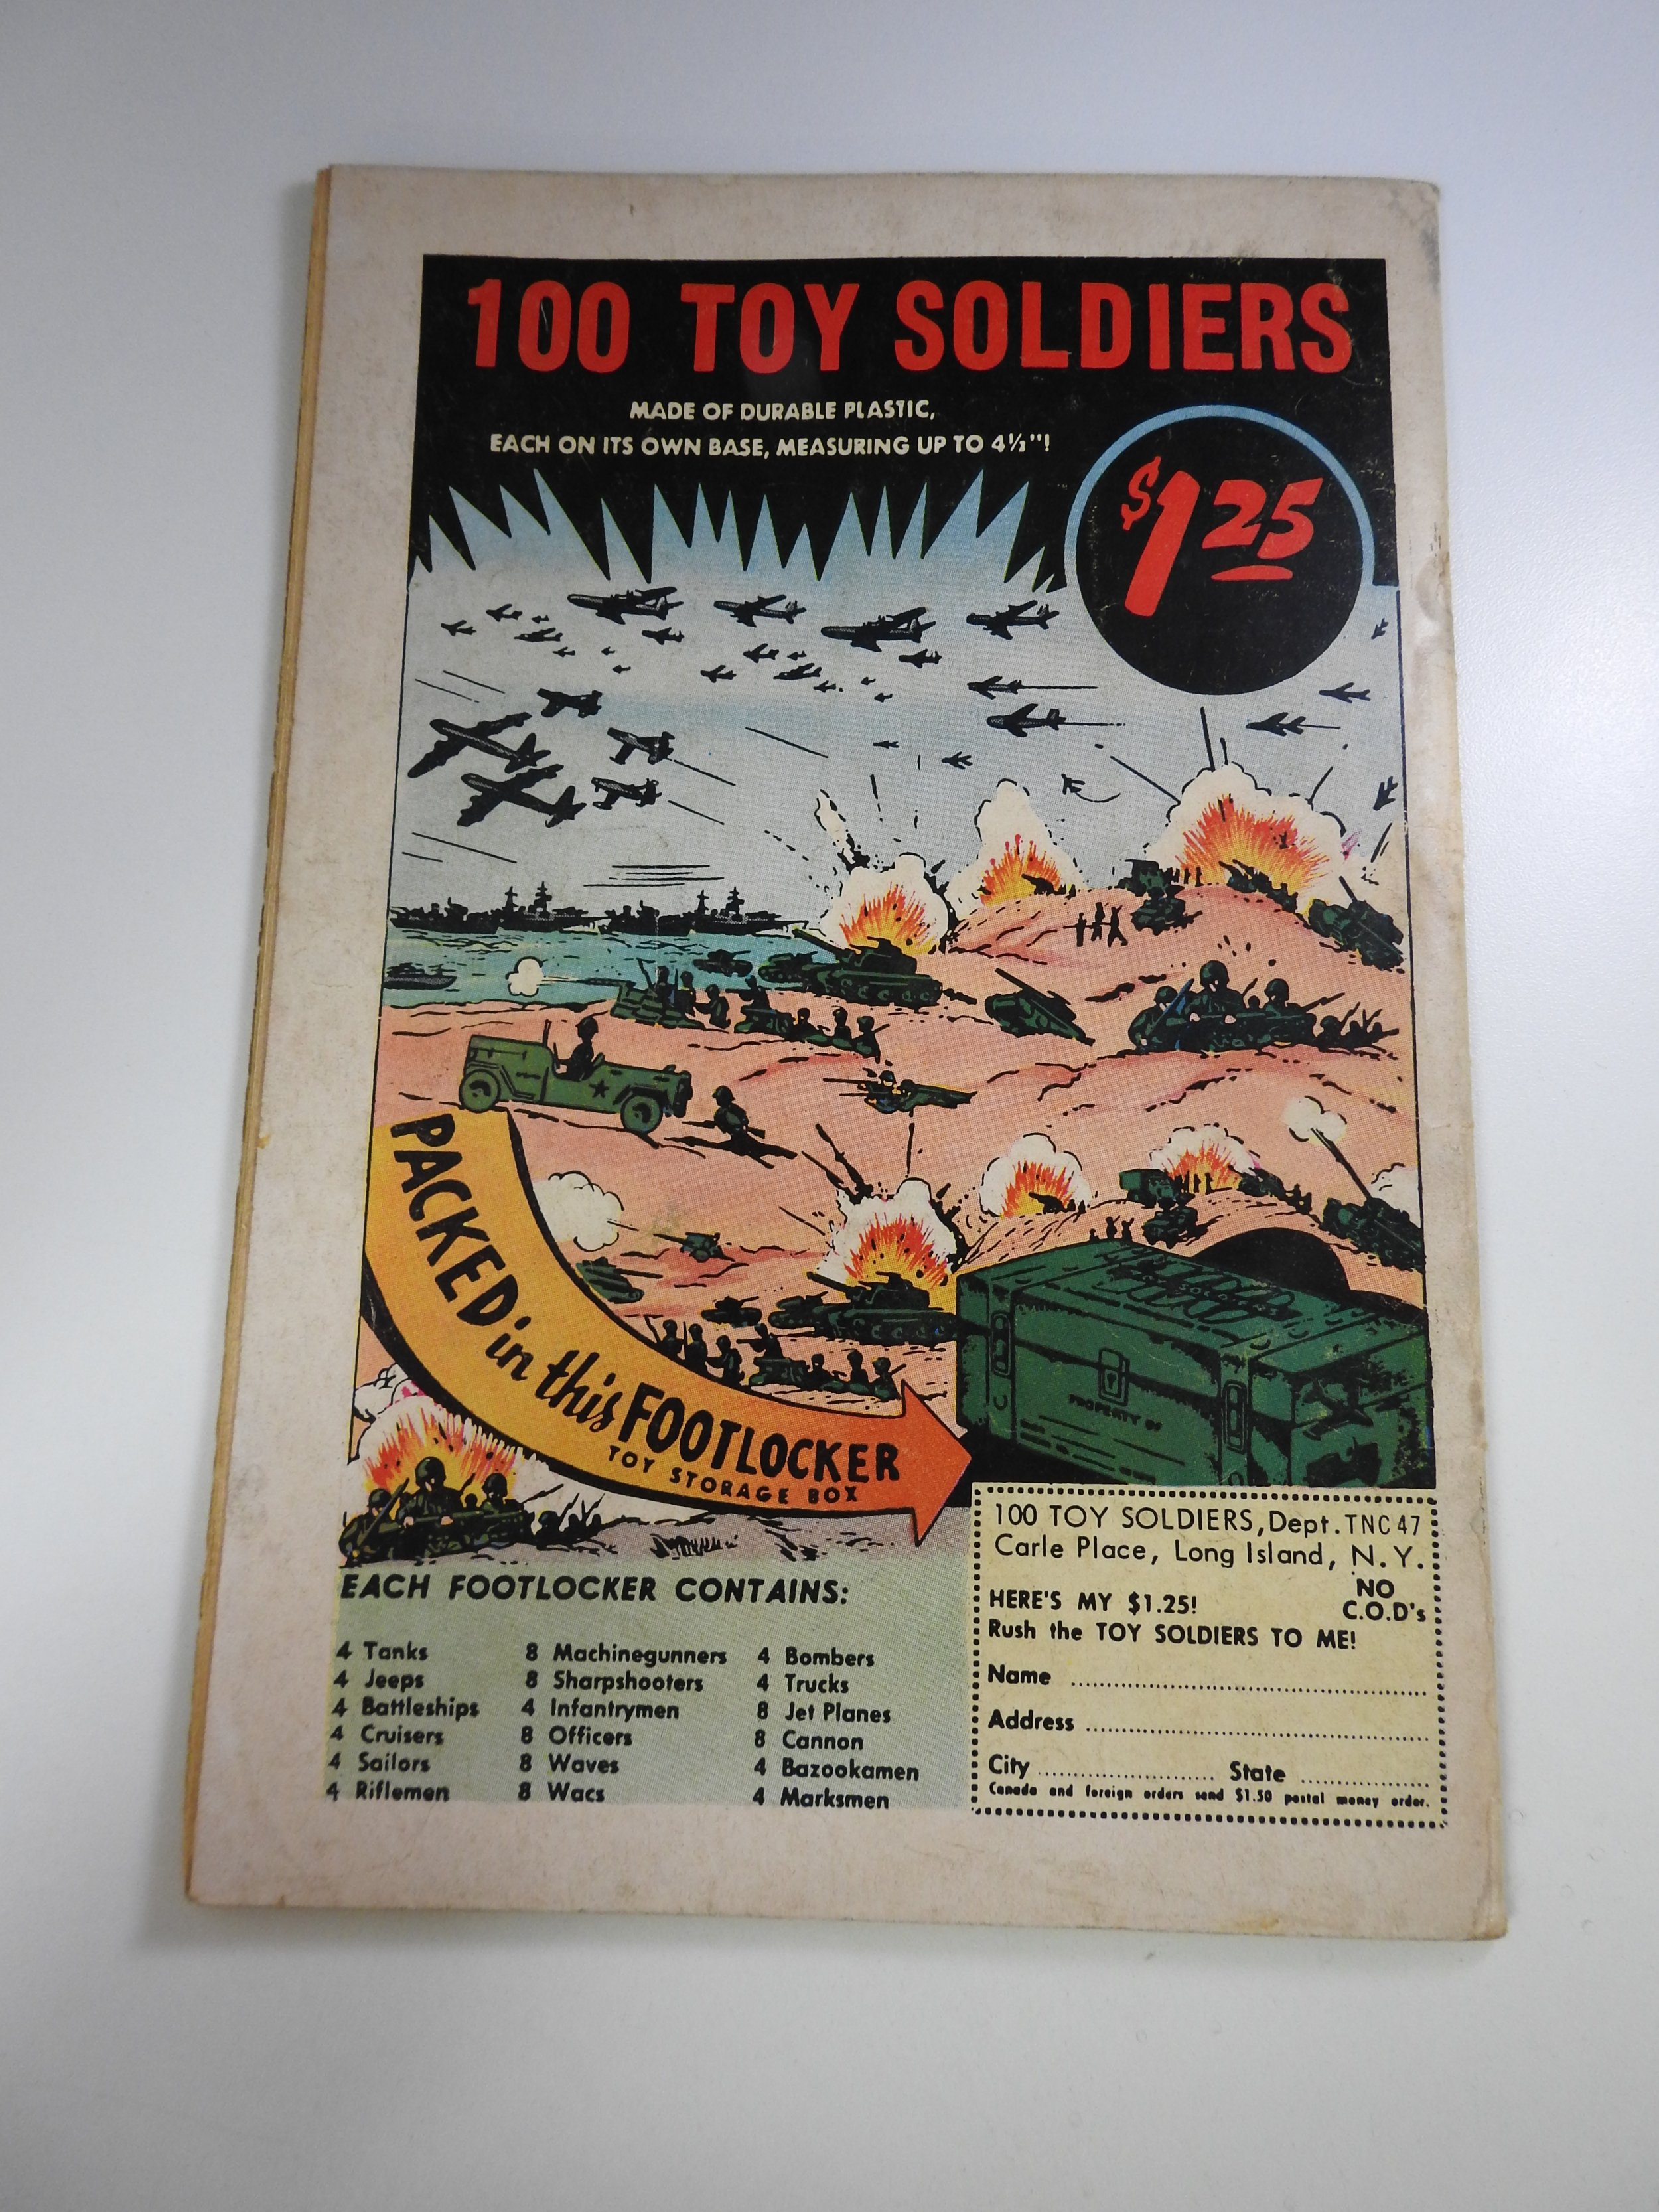 100 TOY SOLDIERS
MADE OF DURABLE PLASTIC,
EACH ON ITS OWN BASE, MEASURING UP TO 4½"!
$1 25
PACKED in this FOOTLOCKER
TOY STORAGE BOX
PROPERTY OF
EACH FOOTLOCKER CONTAINS:
4 Tanks
4 Jeeps
4 Battleships
4 Cruisers
4 Sailors
4 Riflemen
8 Machinegunners
8 Sharpshooters
4 Infantrymen
8 Officers
8 Waves
8 Wacs
4 Bombers
4 Trucks
8 Jet Planes
8 Cannon
4 Bazookamen
4 Marksmen
100 TOY SOLDIERS, Dept. TNC 47
Carle Place, Long Island, N. Y.
HERE'S MY $1.25!
NO
C.O.D's
Rush the TOY SOLDIERS TO ME!
Name
Address
City State
Canada and foreign orders send $1.50 postal money order.